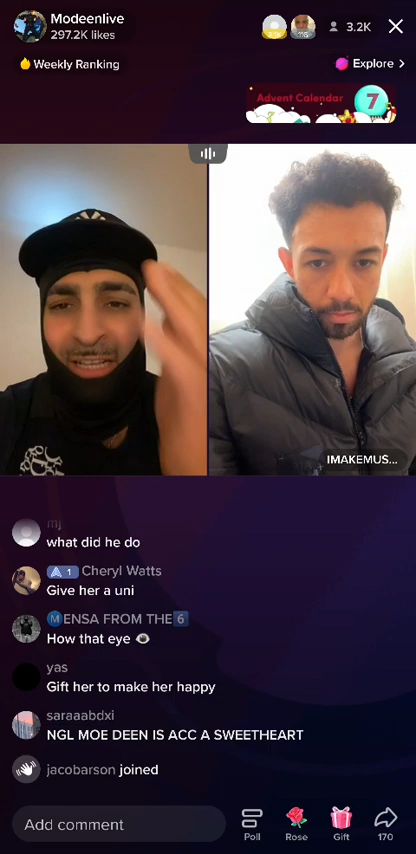 Modeenlive
297.2K likes
3.2K
Weekly Ranking
Explore >
Advent Calendar
7
IMAKEMUS...
mj
what did he do
1 Cheryl Watts
Give her a uni
M ENSA FROM THE 6
How that eye 👁
yas
Gift her to make her happy
saraaabdxi
NGL MOE DEEN IS ACC A SWEETHEART
jacobarson joined
Add comment
Poll
Rose
Gift
170